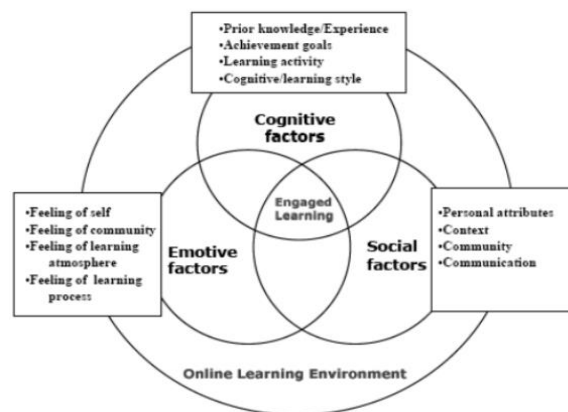 •Prior knowledge/Experience
•Achievement goals
•Learning activity
•Cognitive/learning style
Cognitive
factors
Engaged
Learning
•Feeling of self
•Feeling of community
•Feeling of learning
atmosphere
•Feeling of learning
process
Emotive
factors
Social
factors
•Personal attributes
•Context
•Community
•Communication
Online Learning Environment